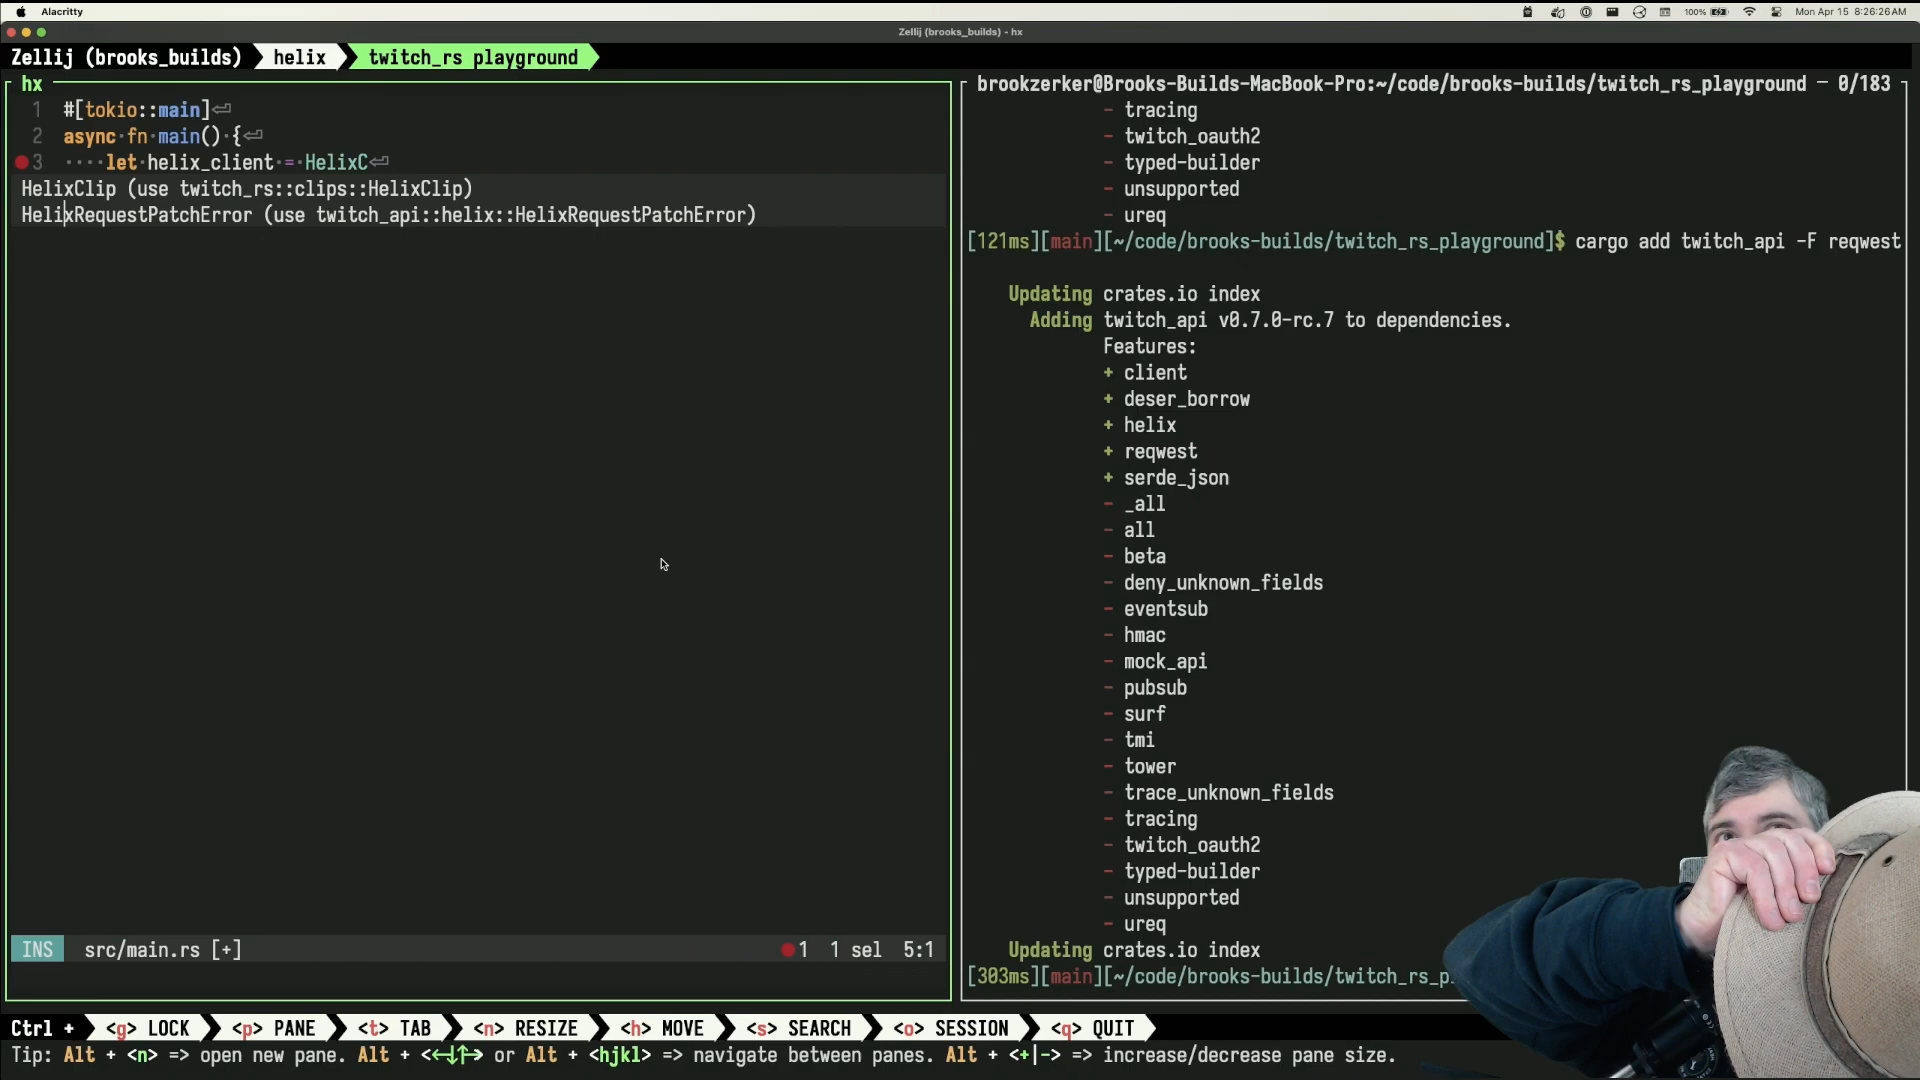 Alacritty
100%
Mon Apr 15 8:26:26 AM
Zellij (brooks_builds) - hx
Zellij (brooks_builds) helix twitch_rs playground
hx
1 #[tokio::main]⏎
2 async·fn·main()·{⏎
3 ····let·helix_client·=·HelixC⏎
HelixClip (use twitch_rs::clips::HelixClip)
HelixRequestPatchError (use twitch_api::helix::HelixRequestPatchError)
INS src/main.rs [+] 1 1 sel 5:1
brookzerker@Brooks-Builds-MacBook-Pro:~/code/brooks-builds/twitch_rs_playground — 0/183
- tracing
- twitch_oauth2
- typed-builder
- unsupported
- ureq
[121ms][main][~/code/brooks-builds/twitch_rs_playground]$ cargo add twitch_api -F reqwest
Updating crates.io index
Adding twitch_api v0.7.0-rc.7 to dependencies.
Features:
+ client
+ deser_borrow
+ helix
+ reqwest
+ serde_json
- _all
- all
- beta
- deny_unknown_fields
- eventsub
- hmac
- mock_api
- pubsub
- surf
- tmi
- tower
- trace_unknown_fields
- tracing
- twitch_oauth2
- typed-builder
- unsupported
- ureq
Updating crates.io index
[303ms][main][~/code/brooks-builds/twitch_rs_p
Ctrl + <g> LOCK <p> PANE <t> TAB <n> RESIZE <h> MOVE <s> SEARCH <o> SESSION <q> QUIT
Tip: Alt + <n> => open new pane. Alt + <←↓↑→> or Alt + <hjkl> => navigate between panes. Alt + <+|-> => increase/decrease pane size.